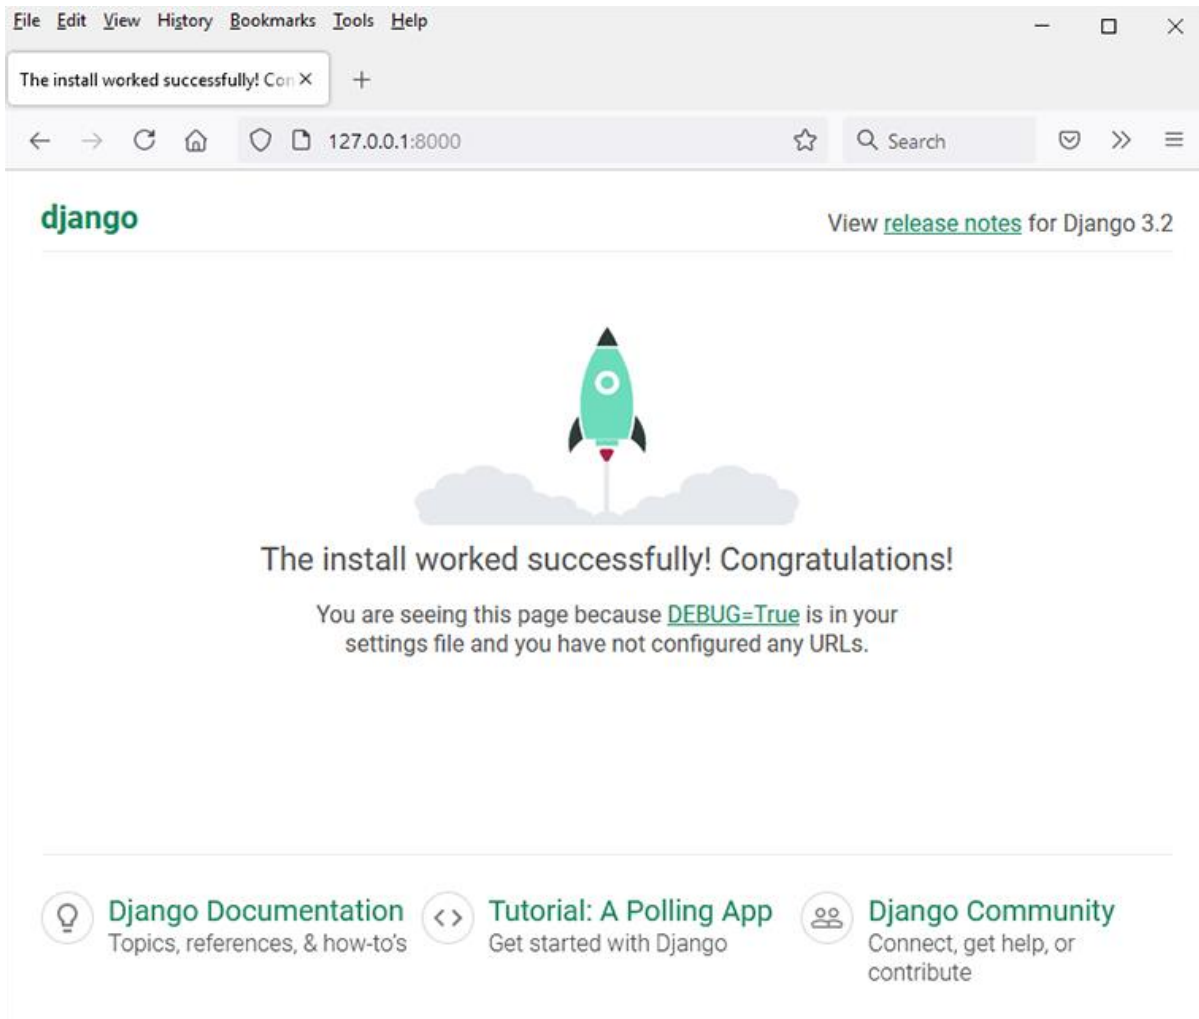 File Edit View History Bookmarks Tools Help
The install worked successfully! Con
127.0.0.1:8000
Search
django
View release notes for Django 3.2
The install worked successfully! Congratulations!
You are seeing this page because DEBUG=True is in your
settings file and you have not configured any URLs.
Django Documentation
Topics, references, & how-to's
Tutorial: A Polling App
Get started with Django
Django Community
Connect, get help, or
contribute